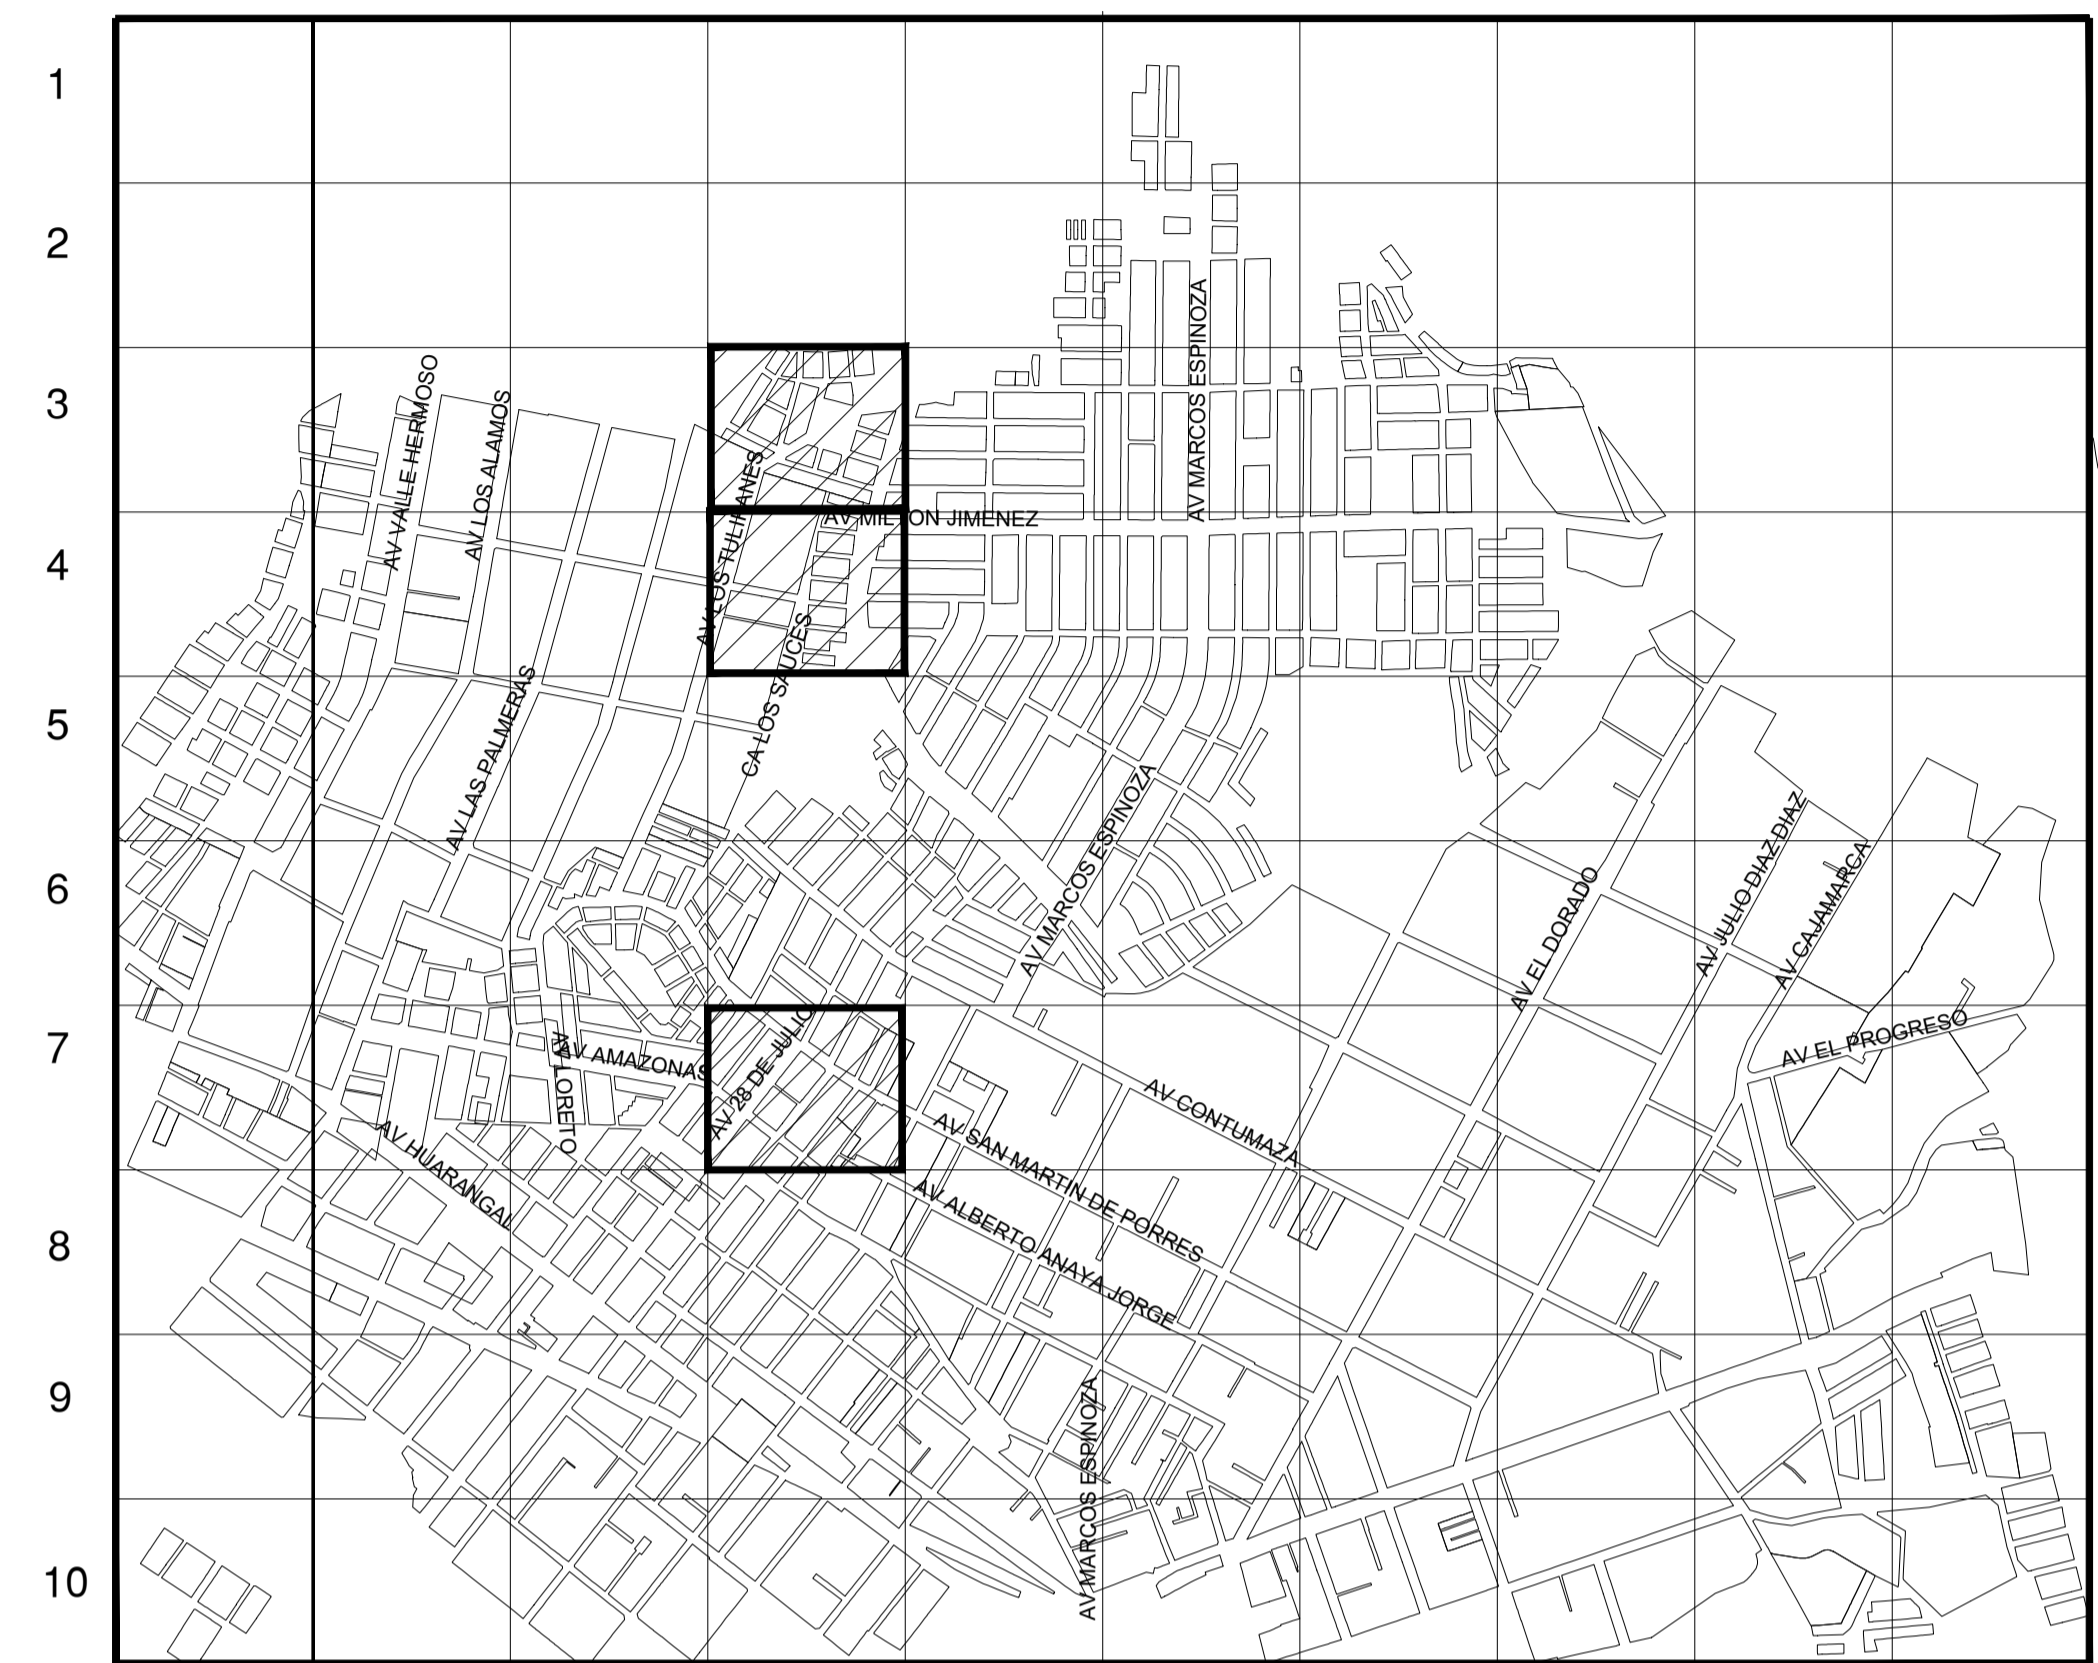 1
2
3
4
5
6
7
8
9
10
AV MARCOS ESPINOZA
AV VALLE HERMOSO
AV LOS ALAMOS
AV LOS TULIPANES
AV MILTON JIMENEZ
CA LOS SAUCES
AV LAS PALMERAS
AV MARCOS ESPINOZA
AV EL DORADO
AV JULIO DIAZ DIAZ
AV CAJAMARCA
AV EL PROGRESO
AV AMAZONAS
AV LORETO
AV 28 DE JULIO
AV HUARANGAL
AV CONTUMAZA
AV SAN MARTIN DE PORRES
AV ALBERTO ANAYA JORGE
AV MARCOS ESPINOZA